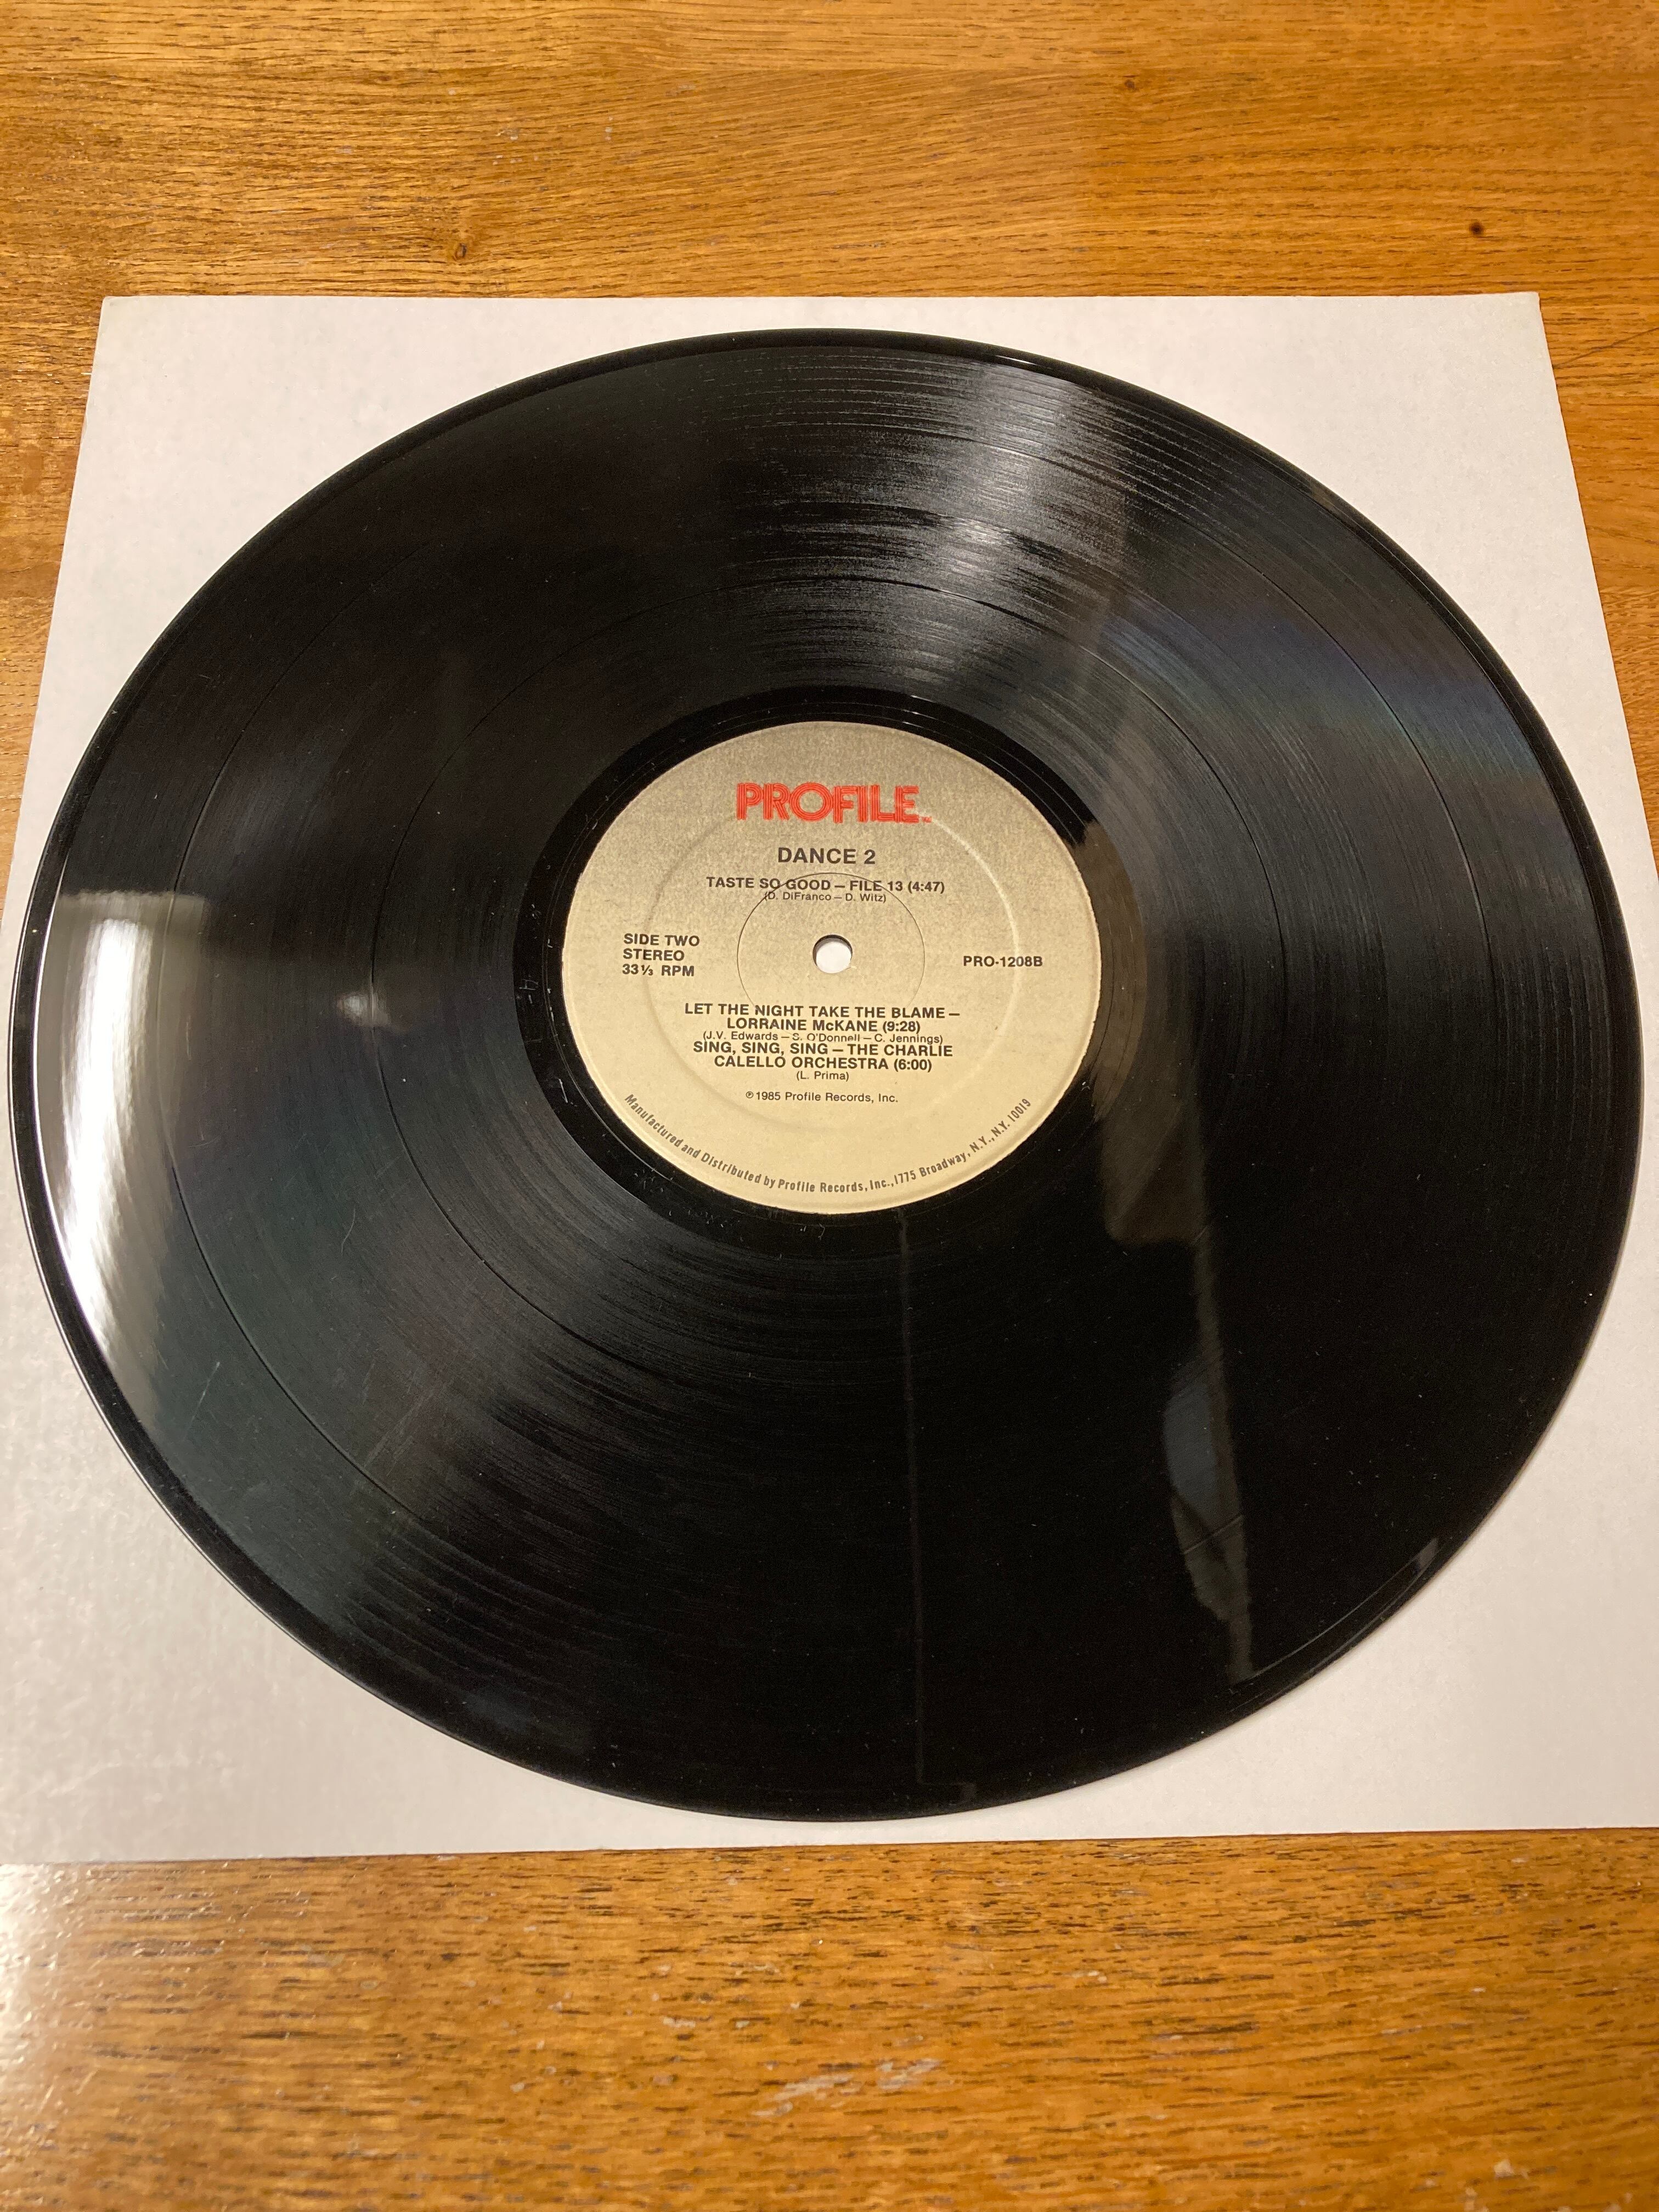 PROFILE™
DANCE 2
TASTE SO GOOD — FILE 13 (4:47)
(D. DiFranco — D. Witz)
SIDE TWO
STEREO
33⅓ RPM
PRO-1208B
LET THE NIGHT TAKE THE BLAME —
LORRAINE McKANE (9:28)
(J.V. Edwards — S. O'Donnell — C. Jennings)
SING, SING, SING — THE CHARLIE
CALELLO ORCHESTRA (6:00)
(L. Prima)
℗ 1985 Profile Records, Inc.
Manufactured and Distributed by Profile Records, Inc., 1775 Broadway, N.Y., N.Y. 10019